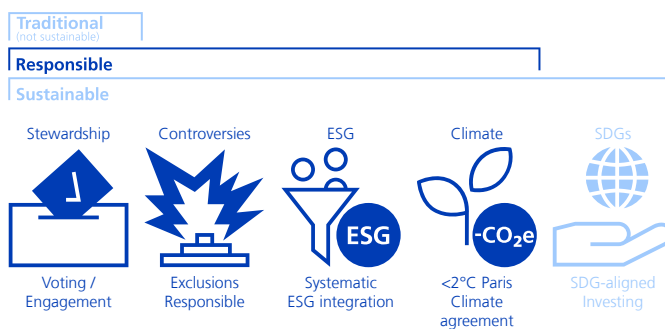 Traditional
(not sustainable)
Responsible
Sustainable
Stewardship
Controversies
ESG
Climate
SDGs
ESG
-CO₂e
Voting /
Engagement
Exclusions
Responsible
Systematic
ESG integration
<2°C Paris
Climate
agreement
SDG-aligned
Investing